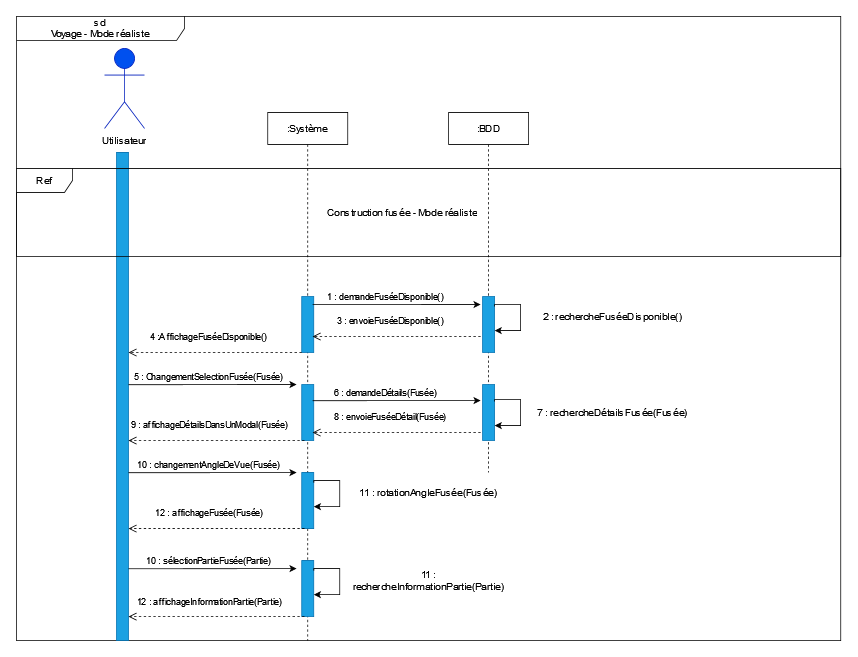 sd
Voyage - Mode réaliste
Utilisateur
:Système
:BDD
Ref
Construction fusée - Mode réaliste
1 : demandeFuséeDisponible()
2 : rechercheFuséeDisponible()
3 : envoieFuséeDisponible()
4 :AffichageFuséeDisponible()
5 : ChangementSelectionFusée(Fusée)
6 : demandeDétails(Fusée)
7 : rechercheDétailsFusée(Fusée)
8 : envoieFuséeDétail(Fusée)
9 : affichageDétailsDansUnModal(Fusée)
10 : changementAngleDeVue(Fusée)
11 : rotationAngleFusée(Fusée)
12 : affichageFusée(Fusée)
10 : sélectionPartieFusée(Partie)
11 :
rechercheInformationPartie(Partie)
12 : affichageInformationPartie(Partie)